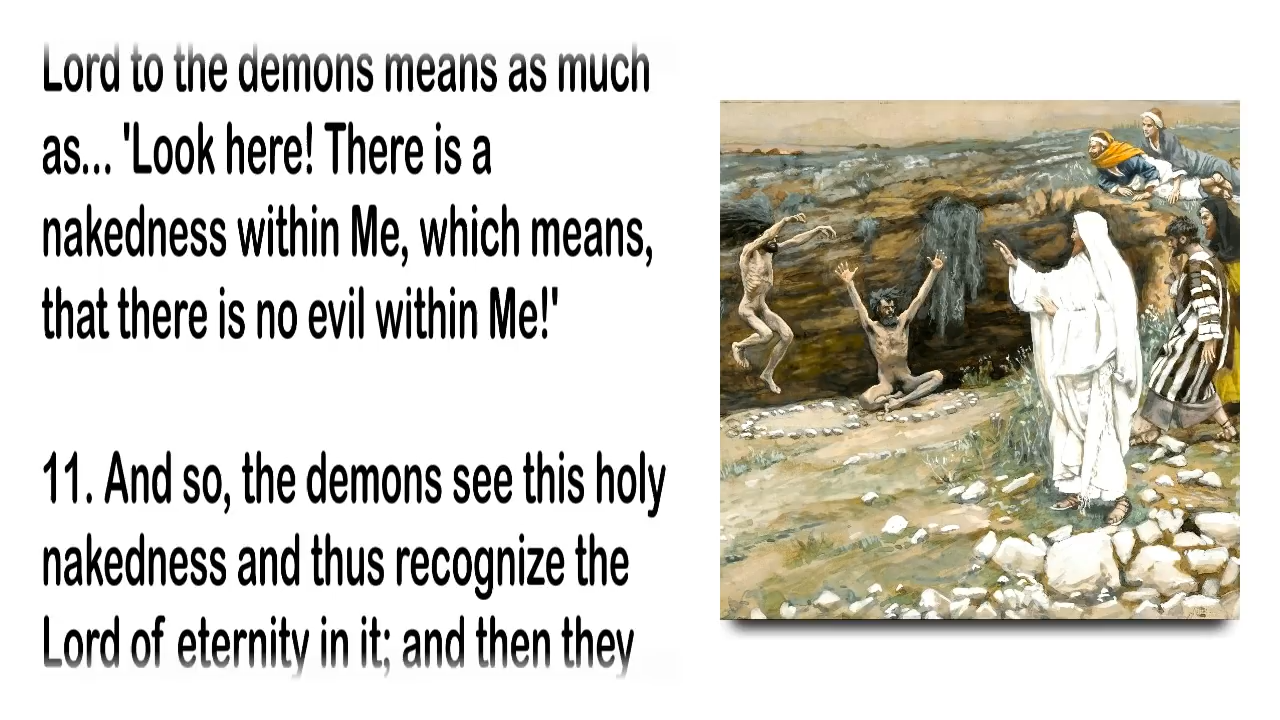 Lord to the demons means as much
as... 'Look here! There is a
nakedness within Me, which means,
that there is no evil within Me!'
11. And so, the demons see this holy
nakedness and thus recognize the
Lord of eternity in it; and then they